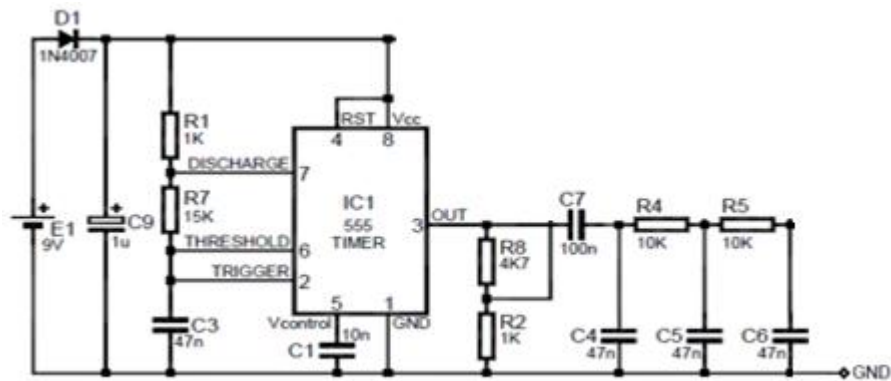 D1
1N4007
R1
1K
RST
Vcc
4
8
DISCHARGE
7
R7
15K
IC1
555
TIMER
C7
100n
R4
10K
R5
10K
OUT
3
E1
9V
C9
1u
THRESHOLD
6
TRIGGER
2
R8
4K7
C3
47n
5
1
Vcontrol
10n
GND
C1
R2
1K
C4
47n
C5
47n
C6
47n
GND